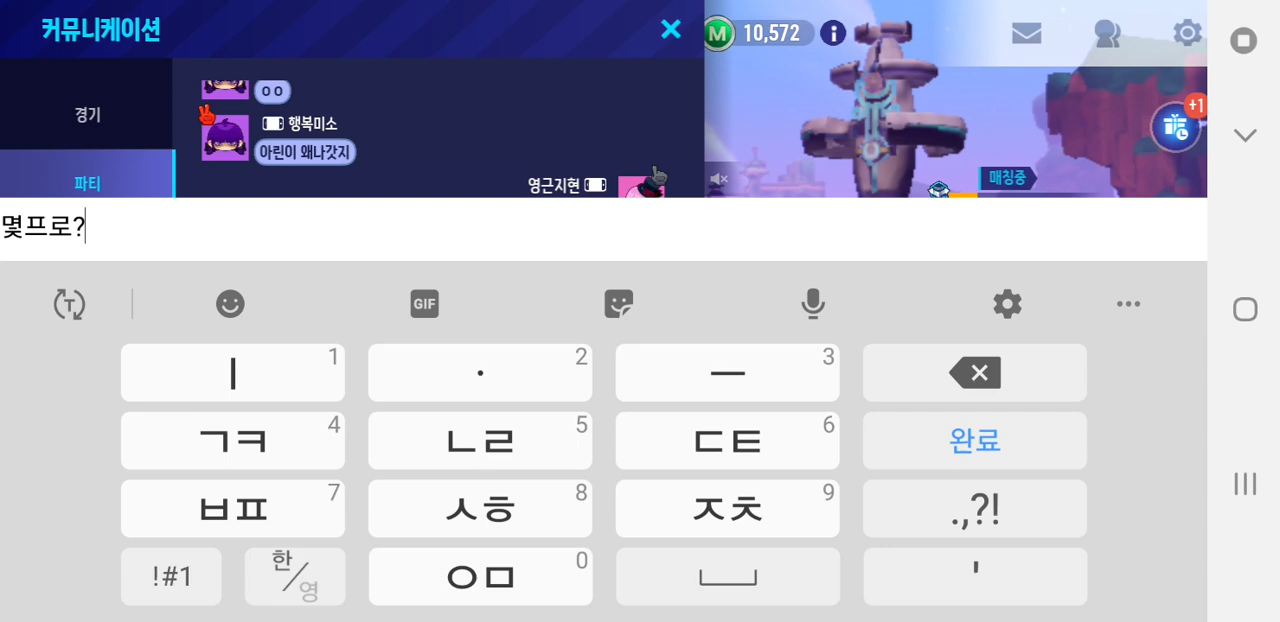 커뮤니케이션
M 10,572
i
경기
ㅇㅇ
행복미소
+1
아린이 왜나갓지
파티
영근지현
매칭중
몇프로?
T
GIF
ㅣ 1
· 2
ㅡ 3
ㄱㅋ 4
ㄴㄹ 5
ㄷㅌ 6
완료
ㅂㅍ 7
ㅅㅎ 8
ㅈㅊ 9
.,?!
!#1
한/영
ㅇㅁ 0
'